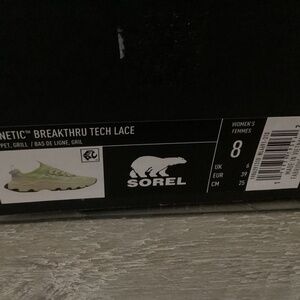 NETIC™ BREAKTHRU TECH LACE
PET, GRILL / BAS DE LIGNE, GRIL
SOREL
WOMEN'S
FEMMES
8
UK 6
EUR 39
CM 25